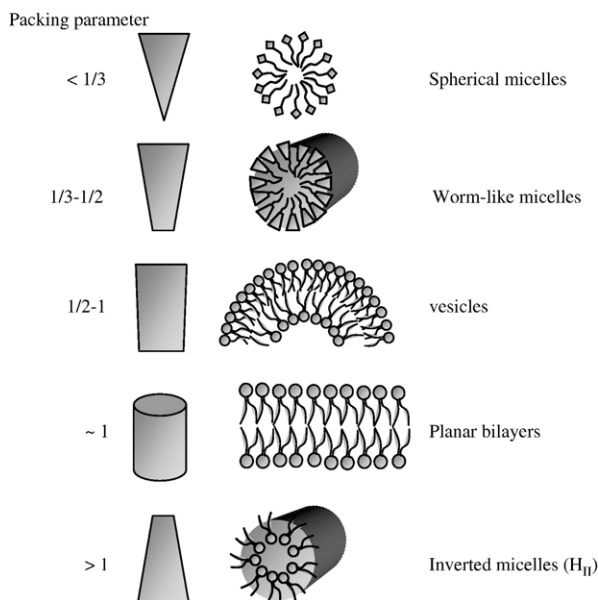 Packing parameter
< 1/3 Spherical micelles
1/3-1/2 Worm-like micelles
1/2-1 vesicles
~ 1 Planar bilayers
> 1 Inverted micelles (H_II)